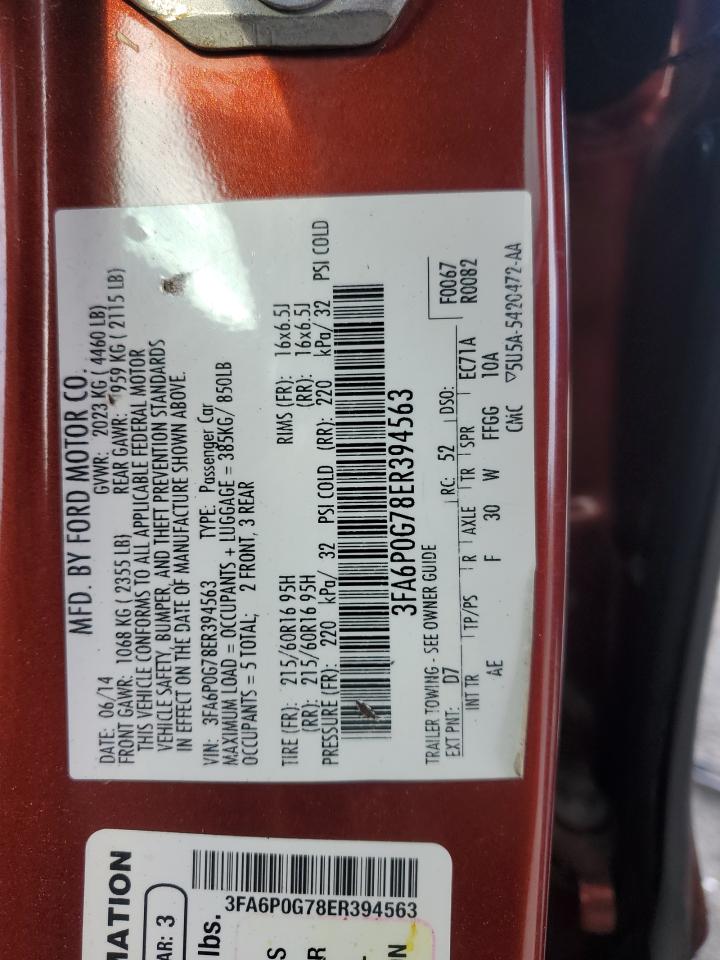 MFD. BY FORD MOTOR CO.
DATE: 06/14 GVWR: 2023 KG ( 4460 LB)
FRONT GAWR: 1068 KG ( 2355 LB) REAR GAWR: 959 KG ( 2115 LB)
THIS VEHICLE CONFORMS TO ALL APPLICABLE FEDERAL MOTOR
VEHICLE SAFETY, BUMPER, AND THEFT PREVENTION STANDARDS
IN EFFECT ON THE DATE OF MANUFACTURE SHOWN ABOVE.
VIN: 3FA6P0G78ER394563 TYPE: Passenger Car
MAXIMUM LOAD = OCCUPANTS + LUGGAGE = 385KG/ 850LB
OCCUPANTS = 5 TOTAL; 2 FRONT, 3 REAR
TIRE (FR): 215/60R16 95H RIMS (FR): 16x6.5J
(RR): 215/60R16 95H (RR): 16x6.5J
PRESSURE (FR): 220 kPa/ 32 PSI COLD (RR): 220 kPa/ 32 PSI COLD
3FA6P0G78ER394563
TRAILER TOWING - SEE OWNER GUIDE F0067
EXT PNT: D7 RC: 52 DSO: R0082
INT TR TP/PS R AXLE TR SPR EC71A
AE F 30 W FFGG 10A
CMC ▽5U5A-5420472-AA
MATION
AR: 3
lbs.
3FA6P0G78ER394563
S
R
N